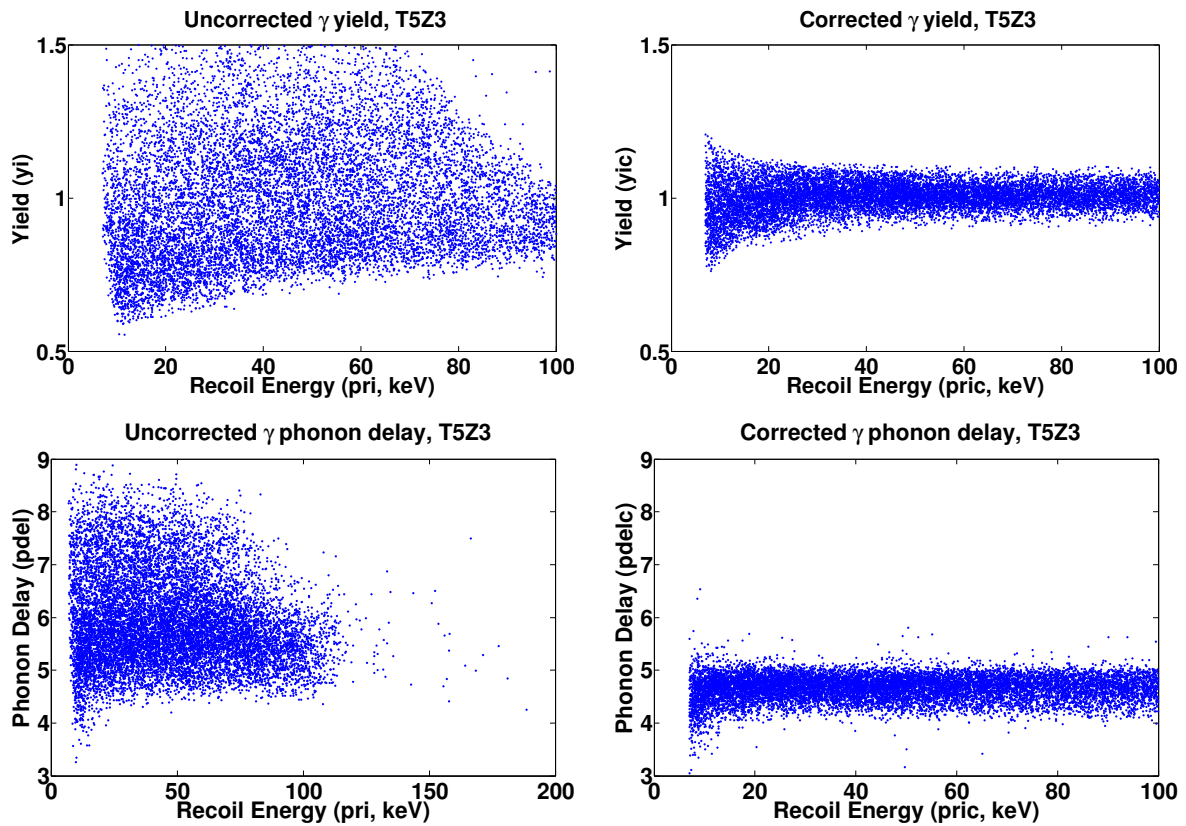 Uncorrected γ yield, T5Z3
1.5
1
0.5
Yield (yi)
0 20 40 60 80 100
Recoil Energy (pri, keV)
Corrected γ yield, T5Z3
1.5
1
0.5
Yield (yic)
0 20 40 60 80 100
Recoil Energy (pric, keV)
Uncorrected γ phonon delay, T5Z3
9
8
7
6
5
4
3
Phonon Delay (pdel)
0 50 100 150 200
Recoil Energy (pri, keV)
Corrected γ phonon delay, T5Z3
9
8
7
6
5
4
3
Phonon Delay (pdelc)
0 20 40 60 80 100
Recoil Energy (pric, keV)